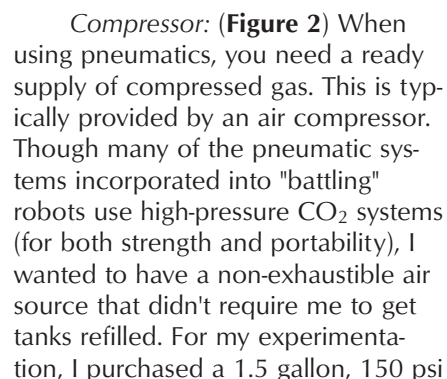 Compressor: (Figure 2) When
using pneumatics, you need a ready
supply of compressed gas. This is typ-
ically provided by an air compressor.
Though many of the pneumatic sys-
tems incorporated into "battling"
robots use high-pressure CO₂ systems
(for both strength and portability), I
wanted to have a non-exhaustible air
source that didn't require me to get
tanks refilled. For my experimenta-
tion, I purchased a 1.5 gallon, 150 psi